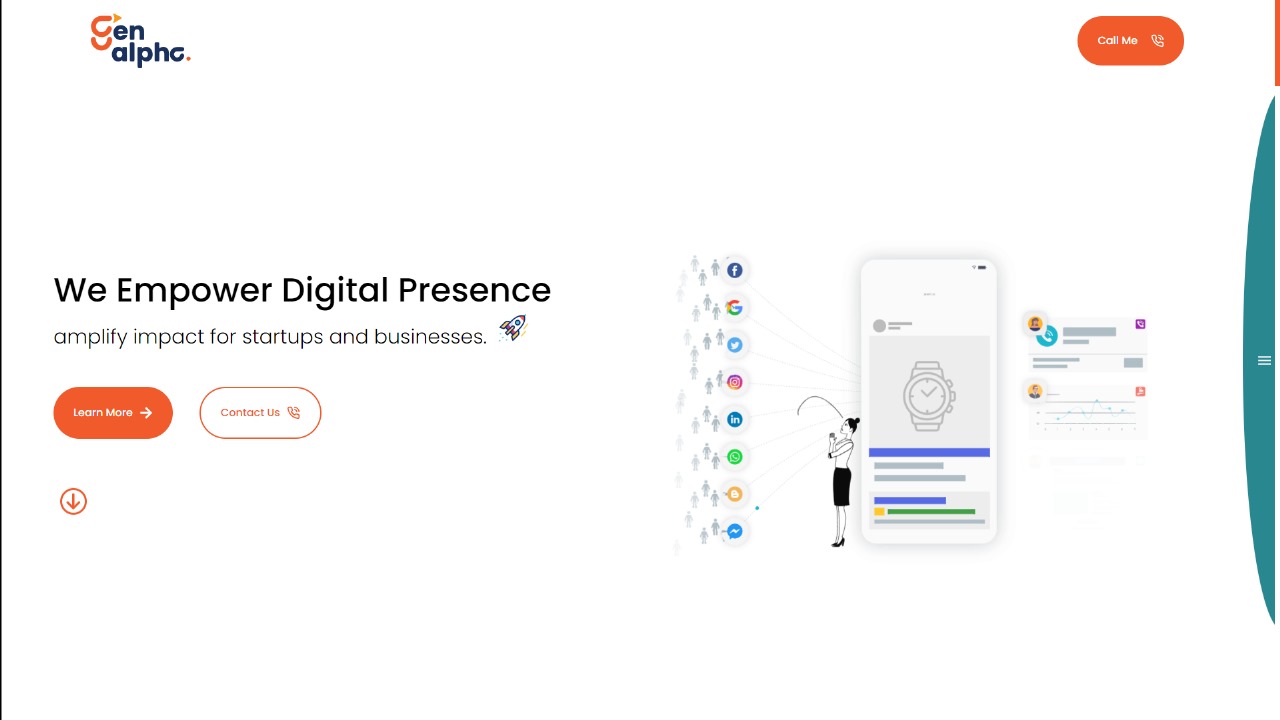 gen
alpha.
Call Me
We Empower Digital Presence
amplify impact for startups and businesses.
Learn More
Contact Us